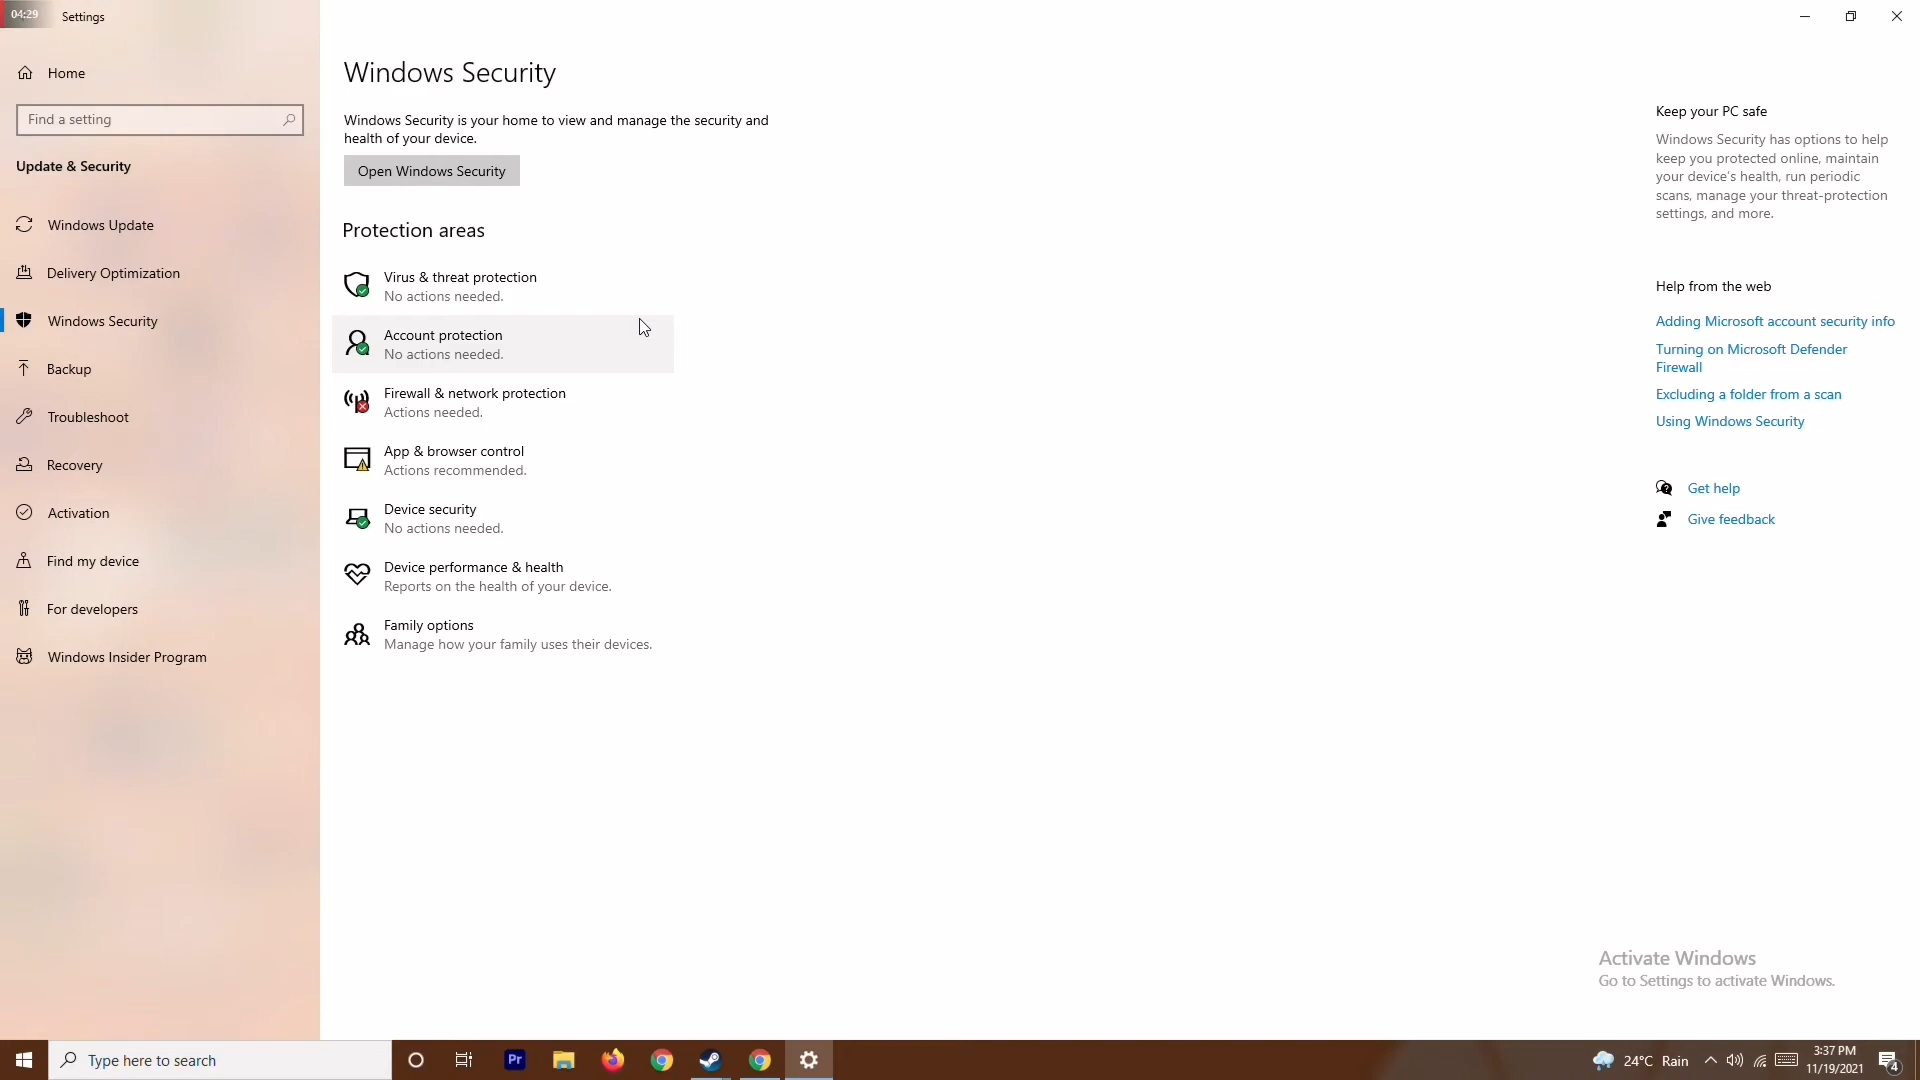 04:29
Settings
Home
Find a setting
Update & Security
Windows Update
Delivery Optimization
Windows Security
Backup
Troubleshoot
Recovery
Activation
Find my device
For developers
Windows Insider Program
Windows Security
Windows Security is your home to view and manage the security and
health of your device.
Open Windows Security
Protection areas
Virus & threat protection
No actions needed.
Account protection
No actions needed.
Firewall & network protection
Actions needed.
App & browser control
Actions recommended.
Device security
No actions needed.
Device performance & health
Reports on the health of your device.
Family options
Manage how your family uses their devices.
Keep your PC safe
Windows Security has options to help
keep you protected online, maintain
your device's health, run periodic
scans, manage your threat-protection
settings, and more.
Help from the web
Adding Microsoft account security info
Turning on Microsoft Defender
Firewall
Excluding a folder from a scan
Using Windows Security
Get help
Give feedback
Activate Windows
Go to Settings to activate Windows.
Type here to search
Pr
24°C Rain
3:37 PM
11/19/2021
4